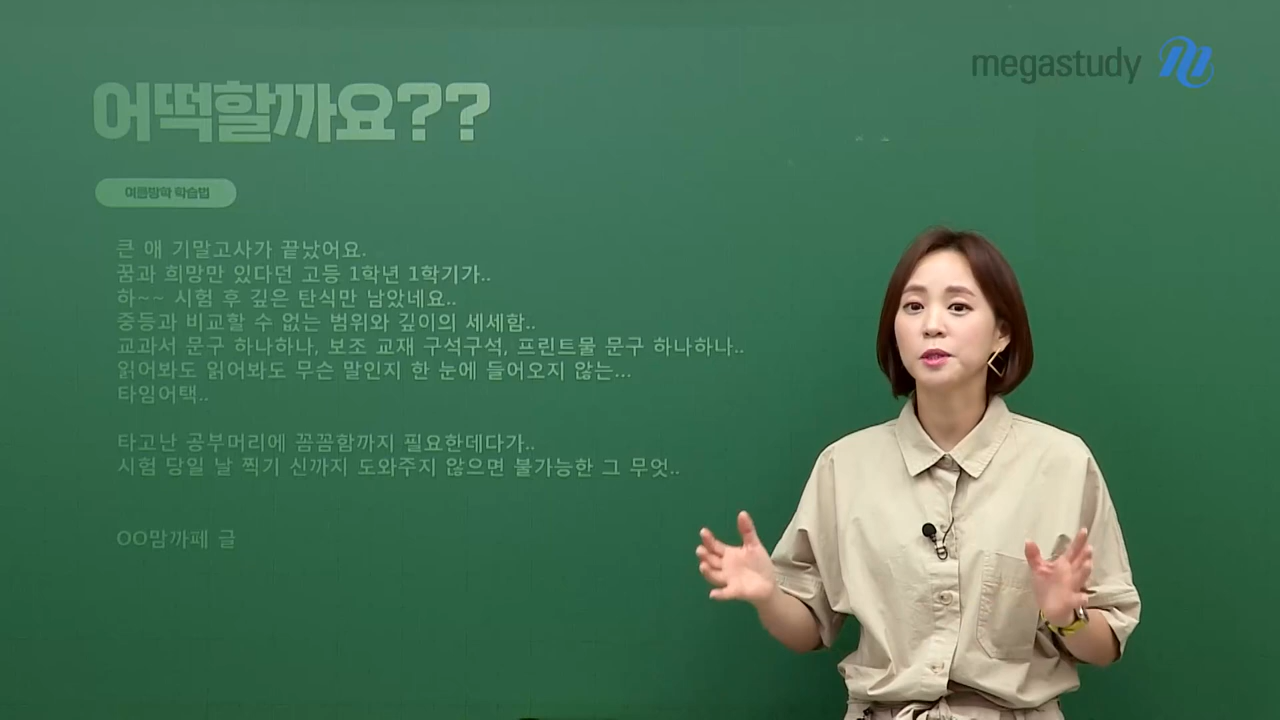 megastudy
어떡할까요??
여름방학 학습법
큰 애 기말고사가 끝났어요.
꿈과 희망만 있다던 고등 1학년 1학기가..
하~~ 시험 후 깊은 탄식만 남았네요..
중등과 비교할 수 없는 범위와 깊이의 세세함..
교과서 문구 하나하나, 보조 교재 구석구석, 프린트물 문구 하나하나..
읽어봐도 읽어봐도 무슨 말인지 한 눈에 들어오지 않는...
타임어택..
타고난 공부머리에 꼼꼼함까지 필요한데다가..
시험 당일 날 찍기 신까지 도와주지 않으면 불가능한 그 무엇..
OO맘까페 글